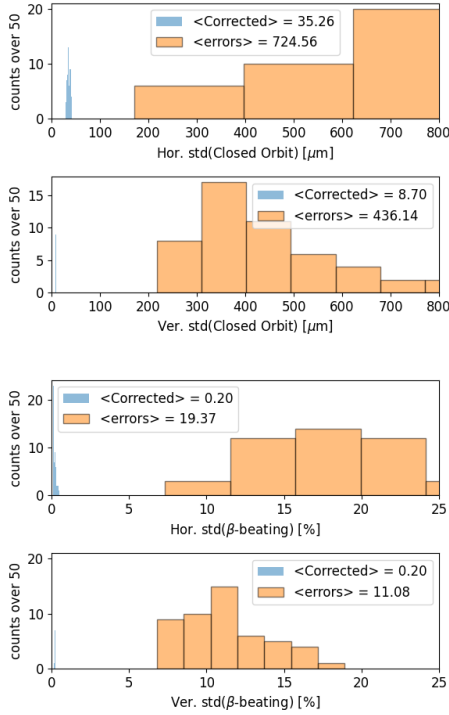 20
10
0
counts over 50
<Corrected> = 35.26
<errors> = 724.56
0 100 200 300 400 500 600 700 800
Hor. std(Closed Orbit) [μm]
15
10
5
0
counts over 50
<Corrected> = 8.70
<errors> = 436.14
0 100 200 300 400 500 600 700 800
Ver. std(Closed Orbit) [μm]
20
10
0
counts over 50
<Corrected> = 0.20
<errors> = 19.37
0 5 10 15 20 25
Hor. std(β-beating) [%]
20
10
0
counts over 50
<Corrected> = 0.20
<errors> = 11.08
0 5 10 15 20 25
Ver. std(β-beating) [%]